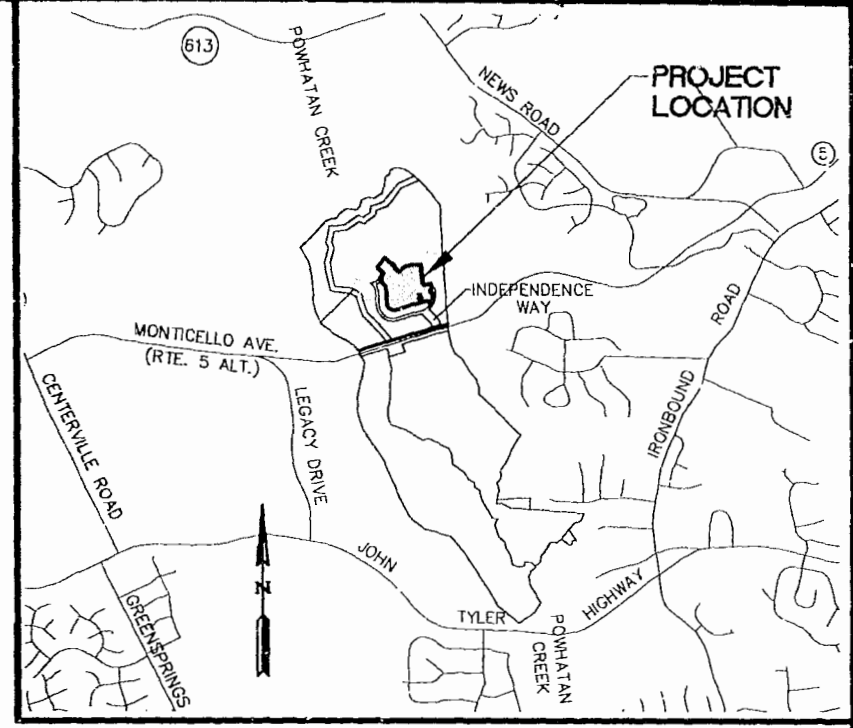 613
POWHATAN CREEK
NEWS ROAD
PROJECT
LOCATION
5
INDEPENDENCE
WAY
MONTICELLO AVE.
(RTE. 5 ALT.)
CENTERVILLE ROAD
LEGACY DRIVE
IRONBOUND
ROAD
N
JOHN
TYLER
HIGHWAY
GREENSPRINGS
POWHATAN
CREEK